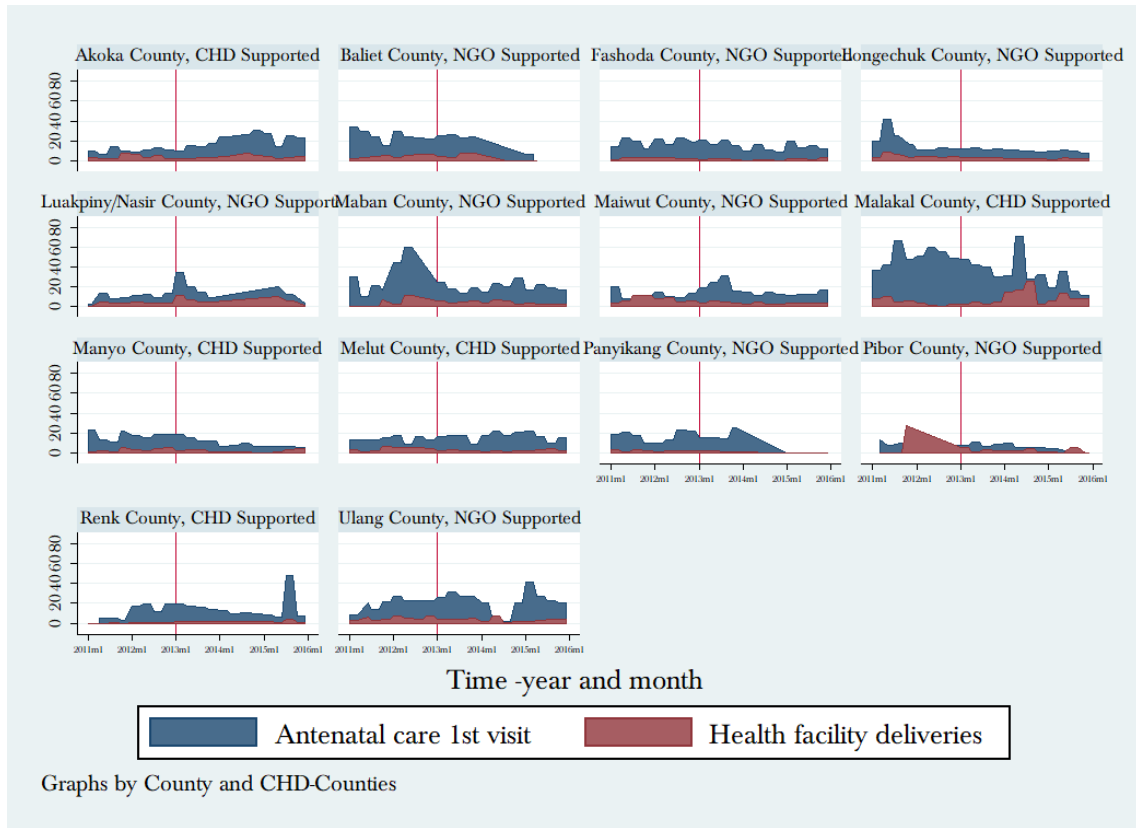 Akoka County, CHD Supported
Baliet County, NGO Supported
Fashoda County, NGO Supported
Longechuk County, NGO Supported
0 20 40 60 80
Luakpiny/Nasir County, NGO Supported
Maban County, NGO Supported
Maiwut County, NGO Supported
Malakal County, CHD Supported
0 20 40 60 80
Manyo County, CHD Supported
Melut County, CHD Supported
Panyikang County, NGO Supported
Pibor County, NGO Supported
0 20 40 60 80
2011m1 2012m1 2013m1 2014m1 2015m1 2016m1
2011m1 2012m1 2013m1 2014m1 2015m1 2016m1
Renk County, CHD Supported
Ulang County, NGO Supported
0 20 40 60 80
2011m1 2012m1 2013m1 2014m1 2015m1 2016m1
2011m1 2012m1 2013m1 2014m1 2015m1 2016m1
Time -year and month
Antenatal care 1st visit
Health facility deliveries
Graphs by County and CHD-Counties